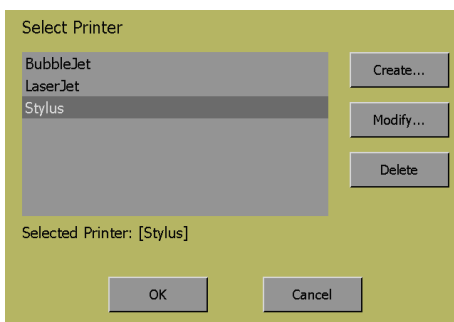 Select Printer
BubbleJet
LaserJet
Stylus
Create...
Modify...
Delete
Selected Printer: [Stylus]
OK
Cancel